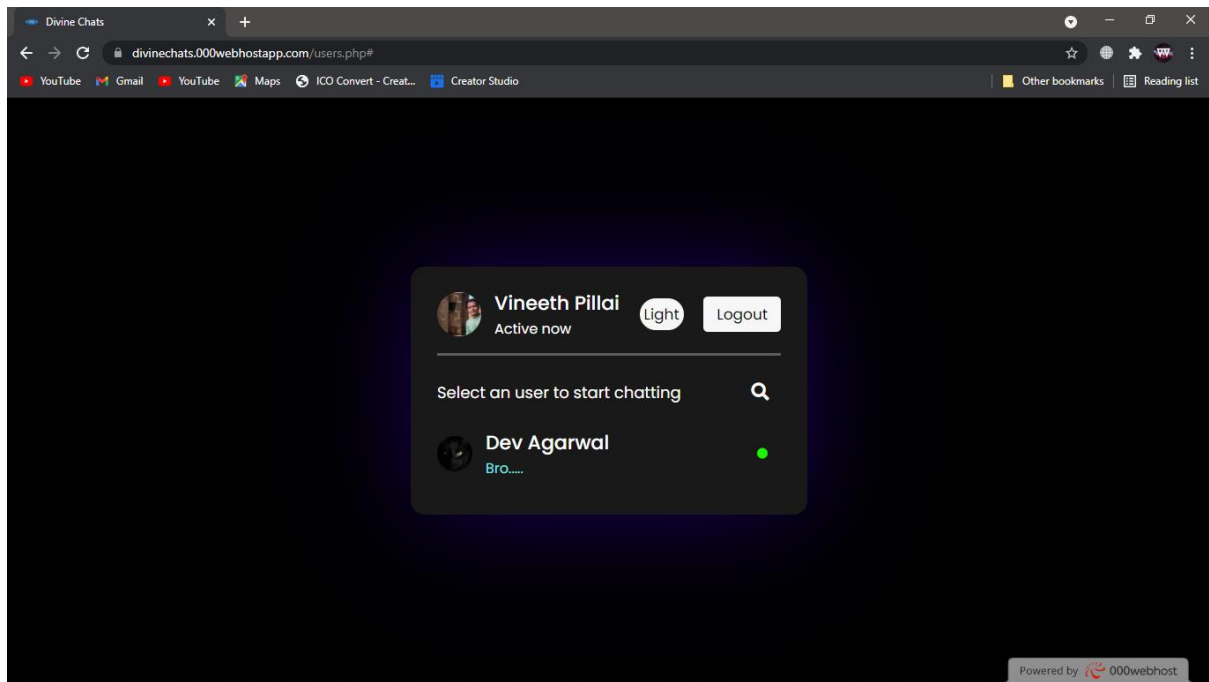 Divine Chats
divinechats.000webhostapp.com/users.php#
YouTube Gmail YouTube Maps ICO Convert - Creat... Creator Studio Other bookmarks Reading list
Vineeth Pillai
Active now
Light
Logout
Select an user to start chatting
Dev Agarwal
Bro.....
Powered by 000webhost